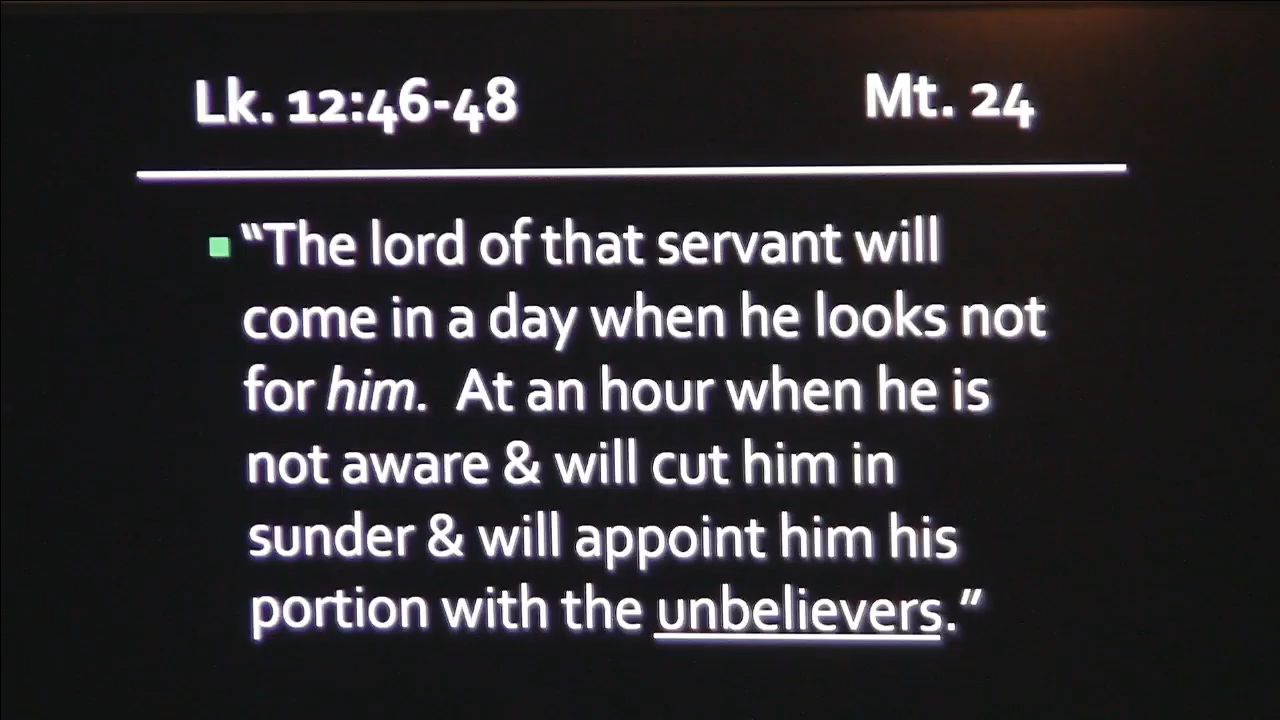 Lk. 12:46-48 Mt. 24
“The lord of that servant will
come in a day when he looks not
for him. At an hour when he is
not aware & will cut him in
sunder & will appoint him his
portion with the unbelievers.”